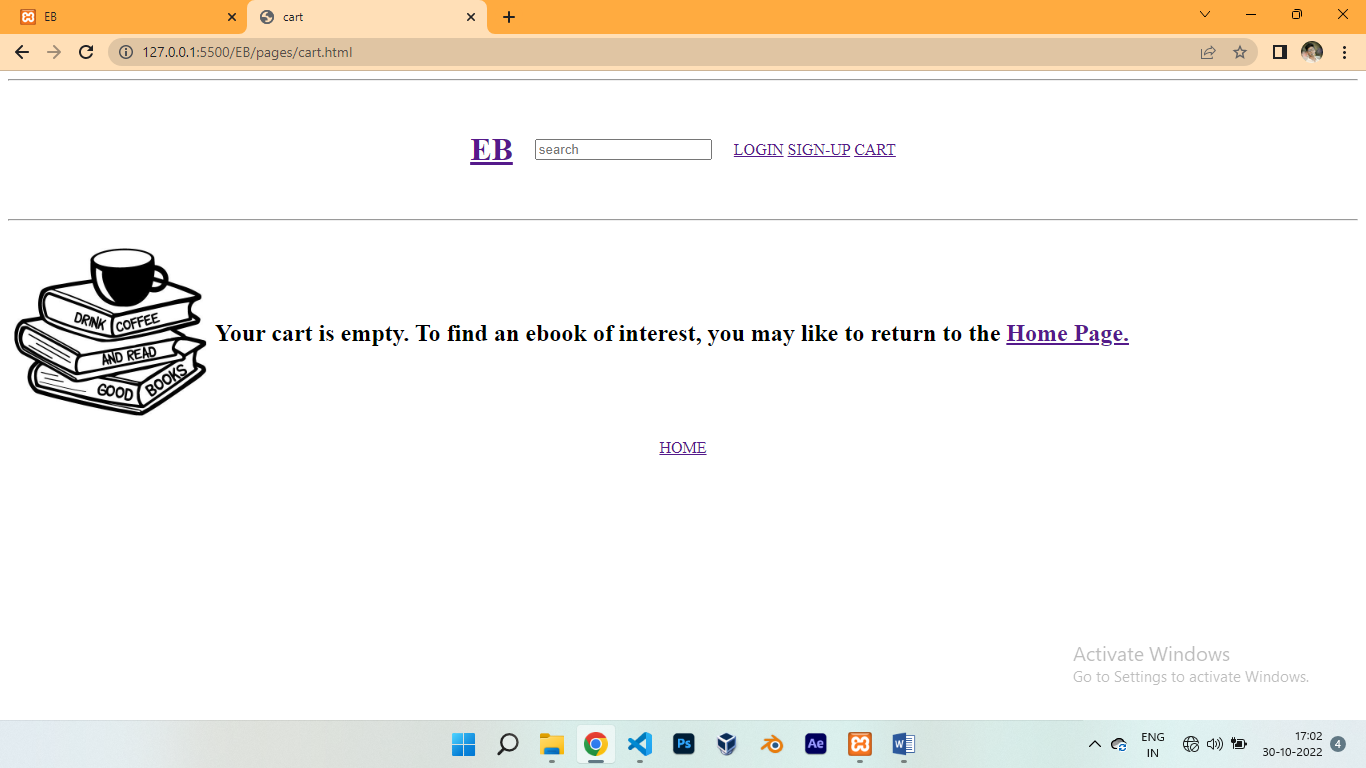 EB
cart
127.0.0.1:5500/EB/pages/cart.html
EB
search
LOGIN SIGN-UP CART
DRINK COFFEE
AND READ
GOOD BOOKS
Your cart is empty. To find an ebook of interest, you may like to return to the Home Page.
HOME
Activate Windows
Go to Settings to activate Windows.
Ps
Ae
W
ENG
IN
17:02
30-10-2022
4